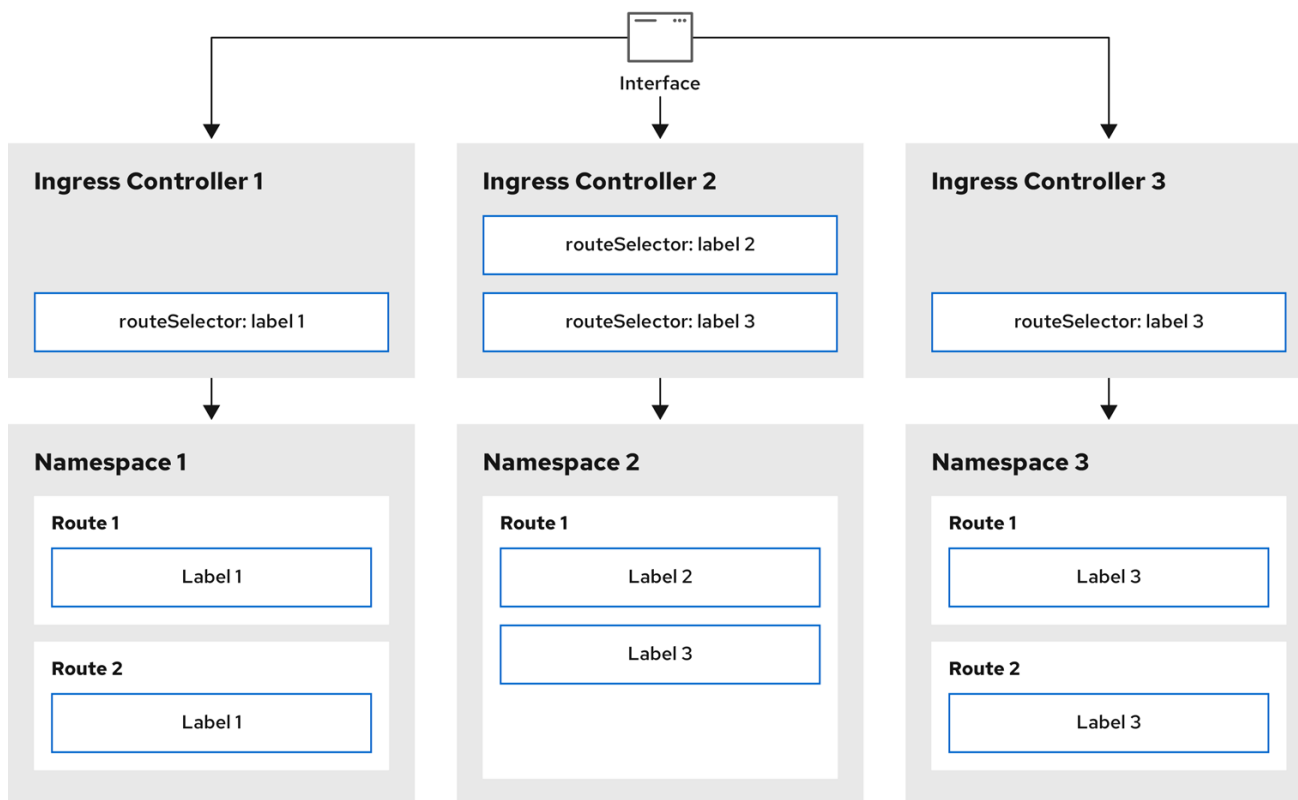 Interface
Ingress Controller 1
routeSelector: label 1
Ingress Controller 2
routeSelector: label 2
routeSelector: label 3
Ingress Controller 3
routeSelector: label 3
Namespace 1
Route 1
Label 1
Route 2
Label 1
Namespace 2
Route 1
Label 2
Label 3
Namespace 3
Route 1
Label 3
Route 2
Label 3